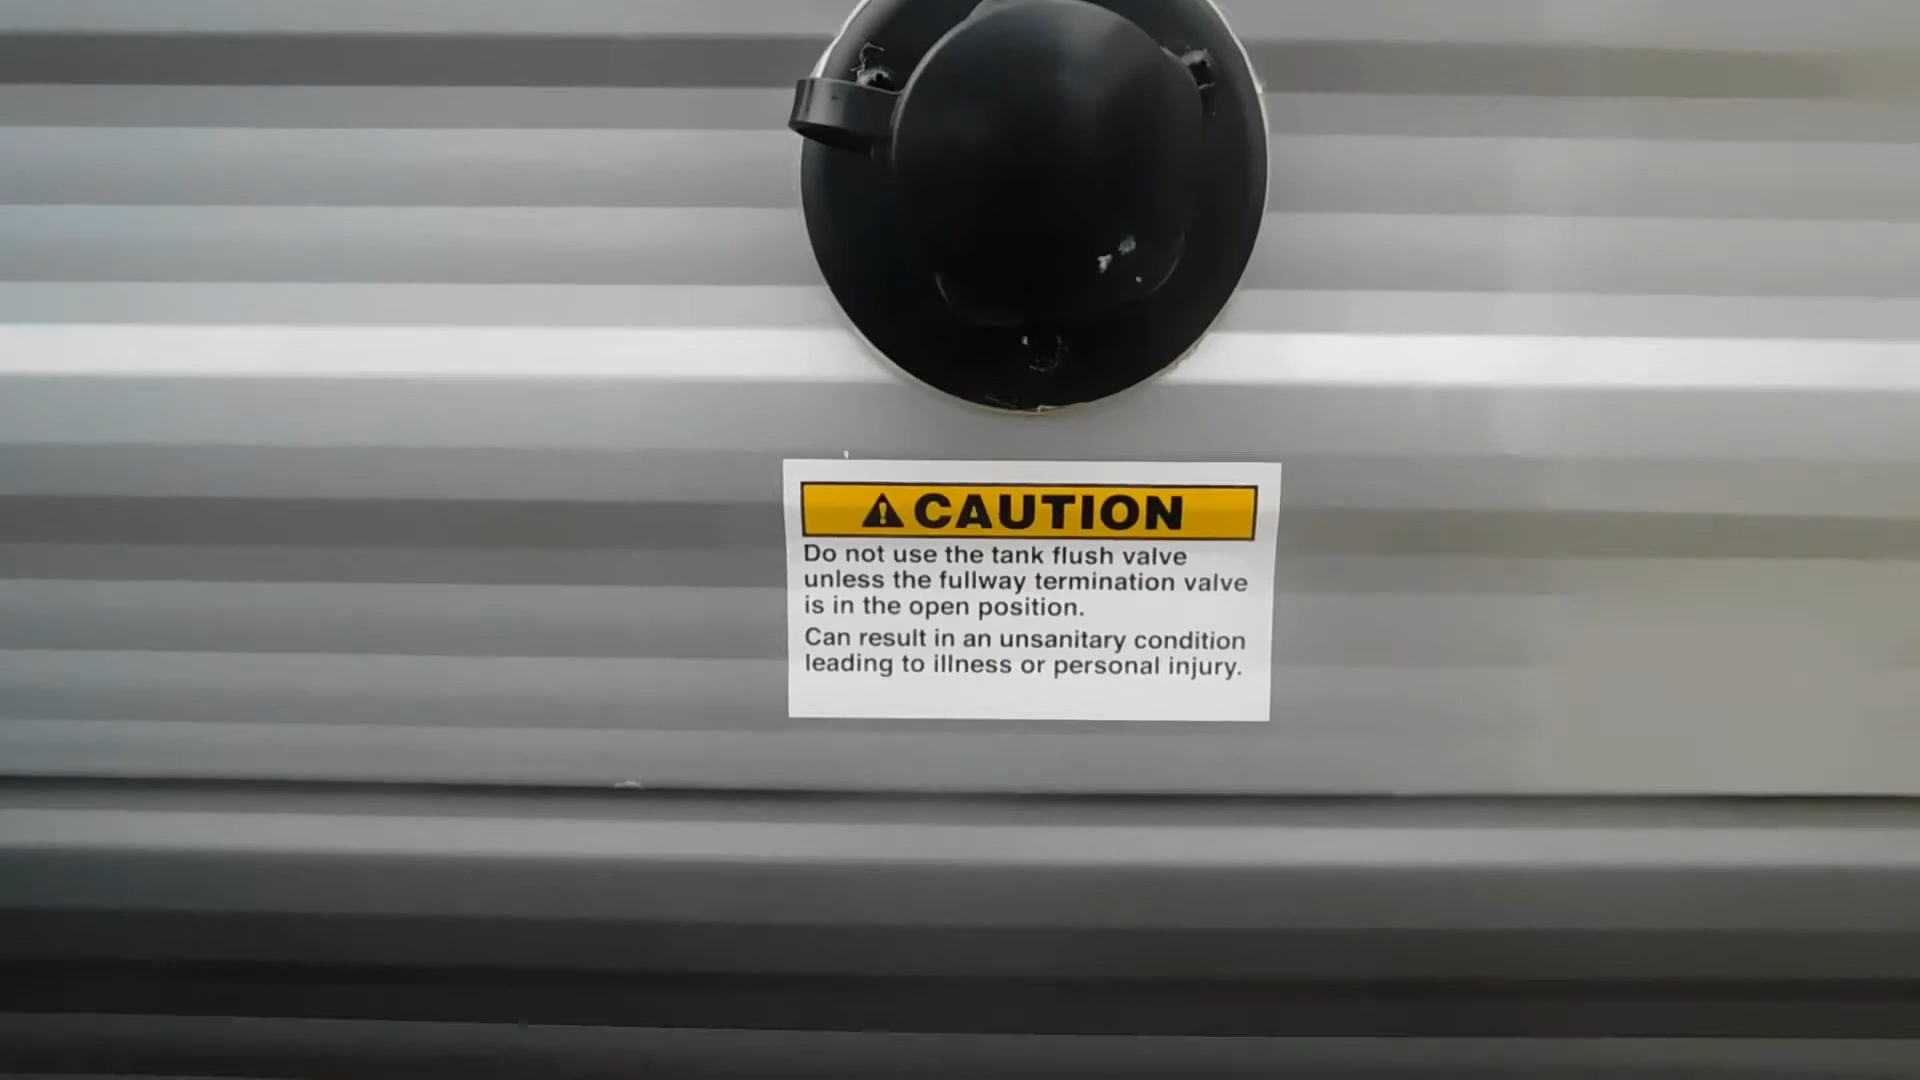 CAUTION
Do not use the tank flush valve
unless the fullway termination valve
is in the open position.
Can result in an unsanitary condition
leading to illness or personal injury.